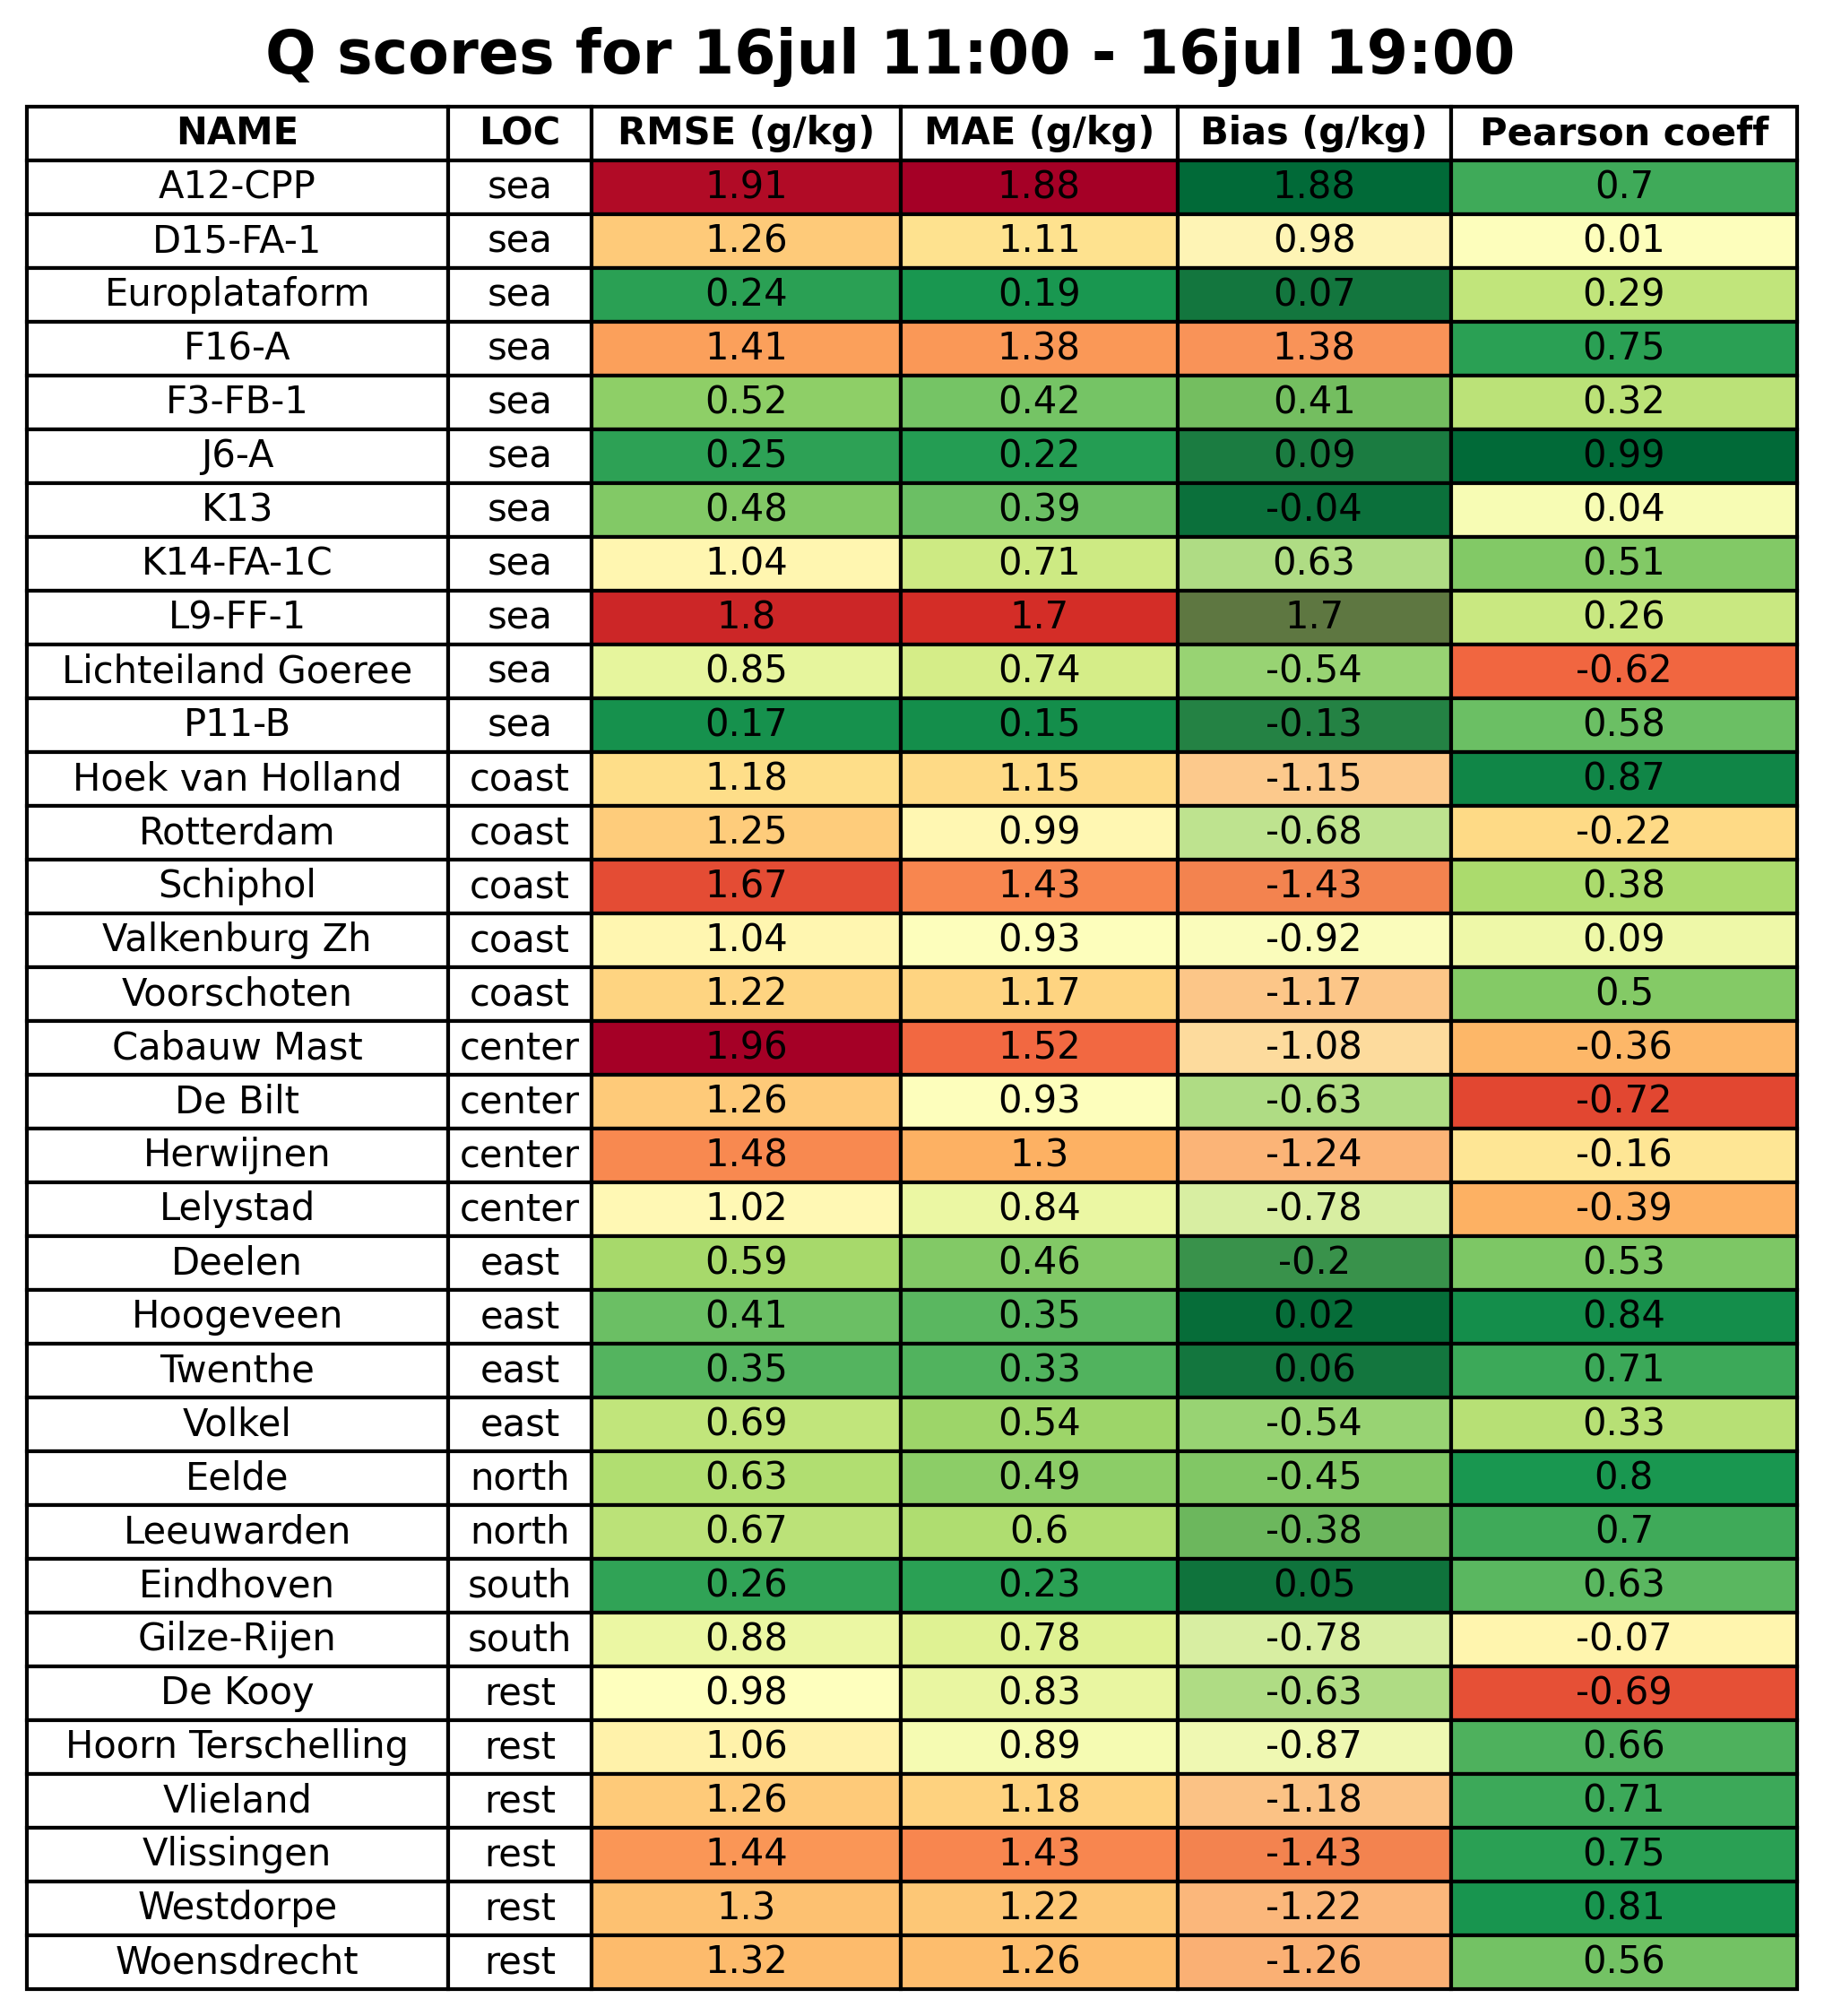 Q scores for 16jul 11:00 - 16jul 19:00
NAME LOC RMSE (g/kg) MAE (g/kg) Bias (g/kg) Pearson coeff
A12-CPP sea 1.91 1.88 1.88 0.7
D15-FA-1 sea 1.26 1.11 0.98 0.01
Europlataform sea 0.24 0.19 0.07 0.29
F16-A sea 1.41 1.38 1.38 0.75
F3-FB-1 sea 0.52 0.42 0.41 0.32
J6-A sea 0.25 0.22 0.09 0.99
K13 sea 0.48 0.39 -0.04 0.04
K14-FA-1C sea 1.04 0.71 0.63 0.51
L9-FF-1 sea 1.8 1.7 1.7 0.26
Lichteiland Goeree sea 0.85 0.74 -0.54 -0.62
P11-B sea 0.17 0.15 -0.13 0.58
Hoek van Holland coast 1.18 1.15 -1.15 0.87
Rotterdam coast 1.25 0.99 -0.68 -0.22
Schiphol coast 1.67 1.43 -1.43 0.38
Valkenburg Zh coast 1.04 0.93 -0.92 0.09
Voorschoten coast 1.22 1.17 -1.17 0.5
Cabauw Mast center 1.96 1.52 -1.08 -0.36
De Bilt center 1.26 0.93 -0.63 -0.72
Herwijnen center 1.48 1.3 -1.24 -0.16
Lelystad center 1.02 0.84 -0.78 -0.39
Deelen east 0.59 0.46 -0.2 0.53
Hoogeveen east 0.41 0.35 0.02 0.84
Twenthe east 0.35 0.33 0.06 0.71
Volkel east 0.69 0.54 -0.54 0.33
Eelde north 0.63 0.49 -0.45 0.8
Leeuwarden north 0.67 0.6 -0.38 0.7
Eindhoven south 0.26 0.23 0.05 0.63
Gilze-Rijen south 0.88 0.78 -0.78 -0.07
De Kooy rest 0.98 0.83 -0.63 -0.69
Hoorn Terschelling rest 1.06 0.89 -0.87 0.66
Vlieland rest 1.26 1.18 -1.18 0.71
Vlissingen rest 1.44 1.43 -1.43 0.75
Westdorpe rest 1.3 1.22 -1.22 0.81
Woensdrecht rest 1.32 1.26 -1.26 0.56